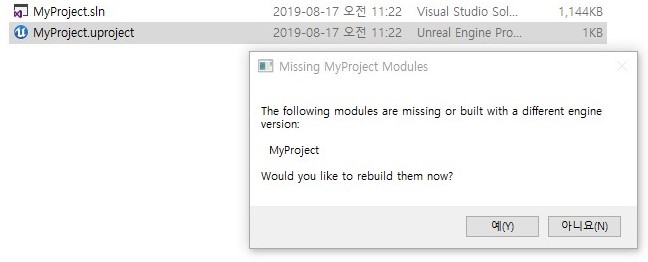 MyProject.sln 2019-08-17 오전 11:22 Visual Studio Sol... 1,144KB
MyProject.uproject 2019-08-17 오전 11:22 Unreal Engine Pro... 1KB
Missing MyProject Modules
The following modules are missing or built with a different engine
version:
MyProject
Would you like to rebuild them now?
예(Y) 아니요(N)